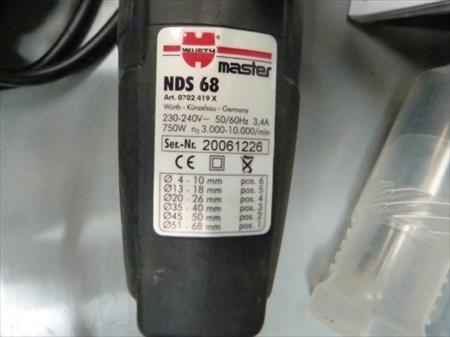 WÜRTH
master
NDS 68
Art. 0702 419 X
Würth - Künzelsau - Germany
230-240V~ 50/60Hz 3,4A
750W n₀ 3.000-10.000/min
Ser.-Nr. 20061226
CE
Ø 4 - 10 mm pos. 6
Ø13 - 18 mm pos. 5
Ø20 - 26 mm pos. 4
Ø35 - 40 mm pos. 3
Ø45 - 50 mm pos. 2
Ø51 - 68 mm pos. 1